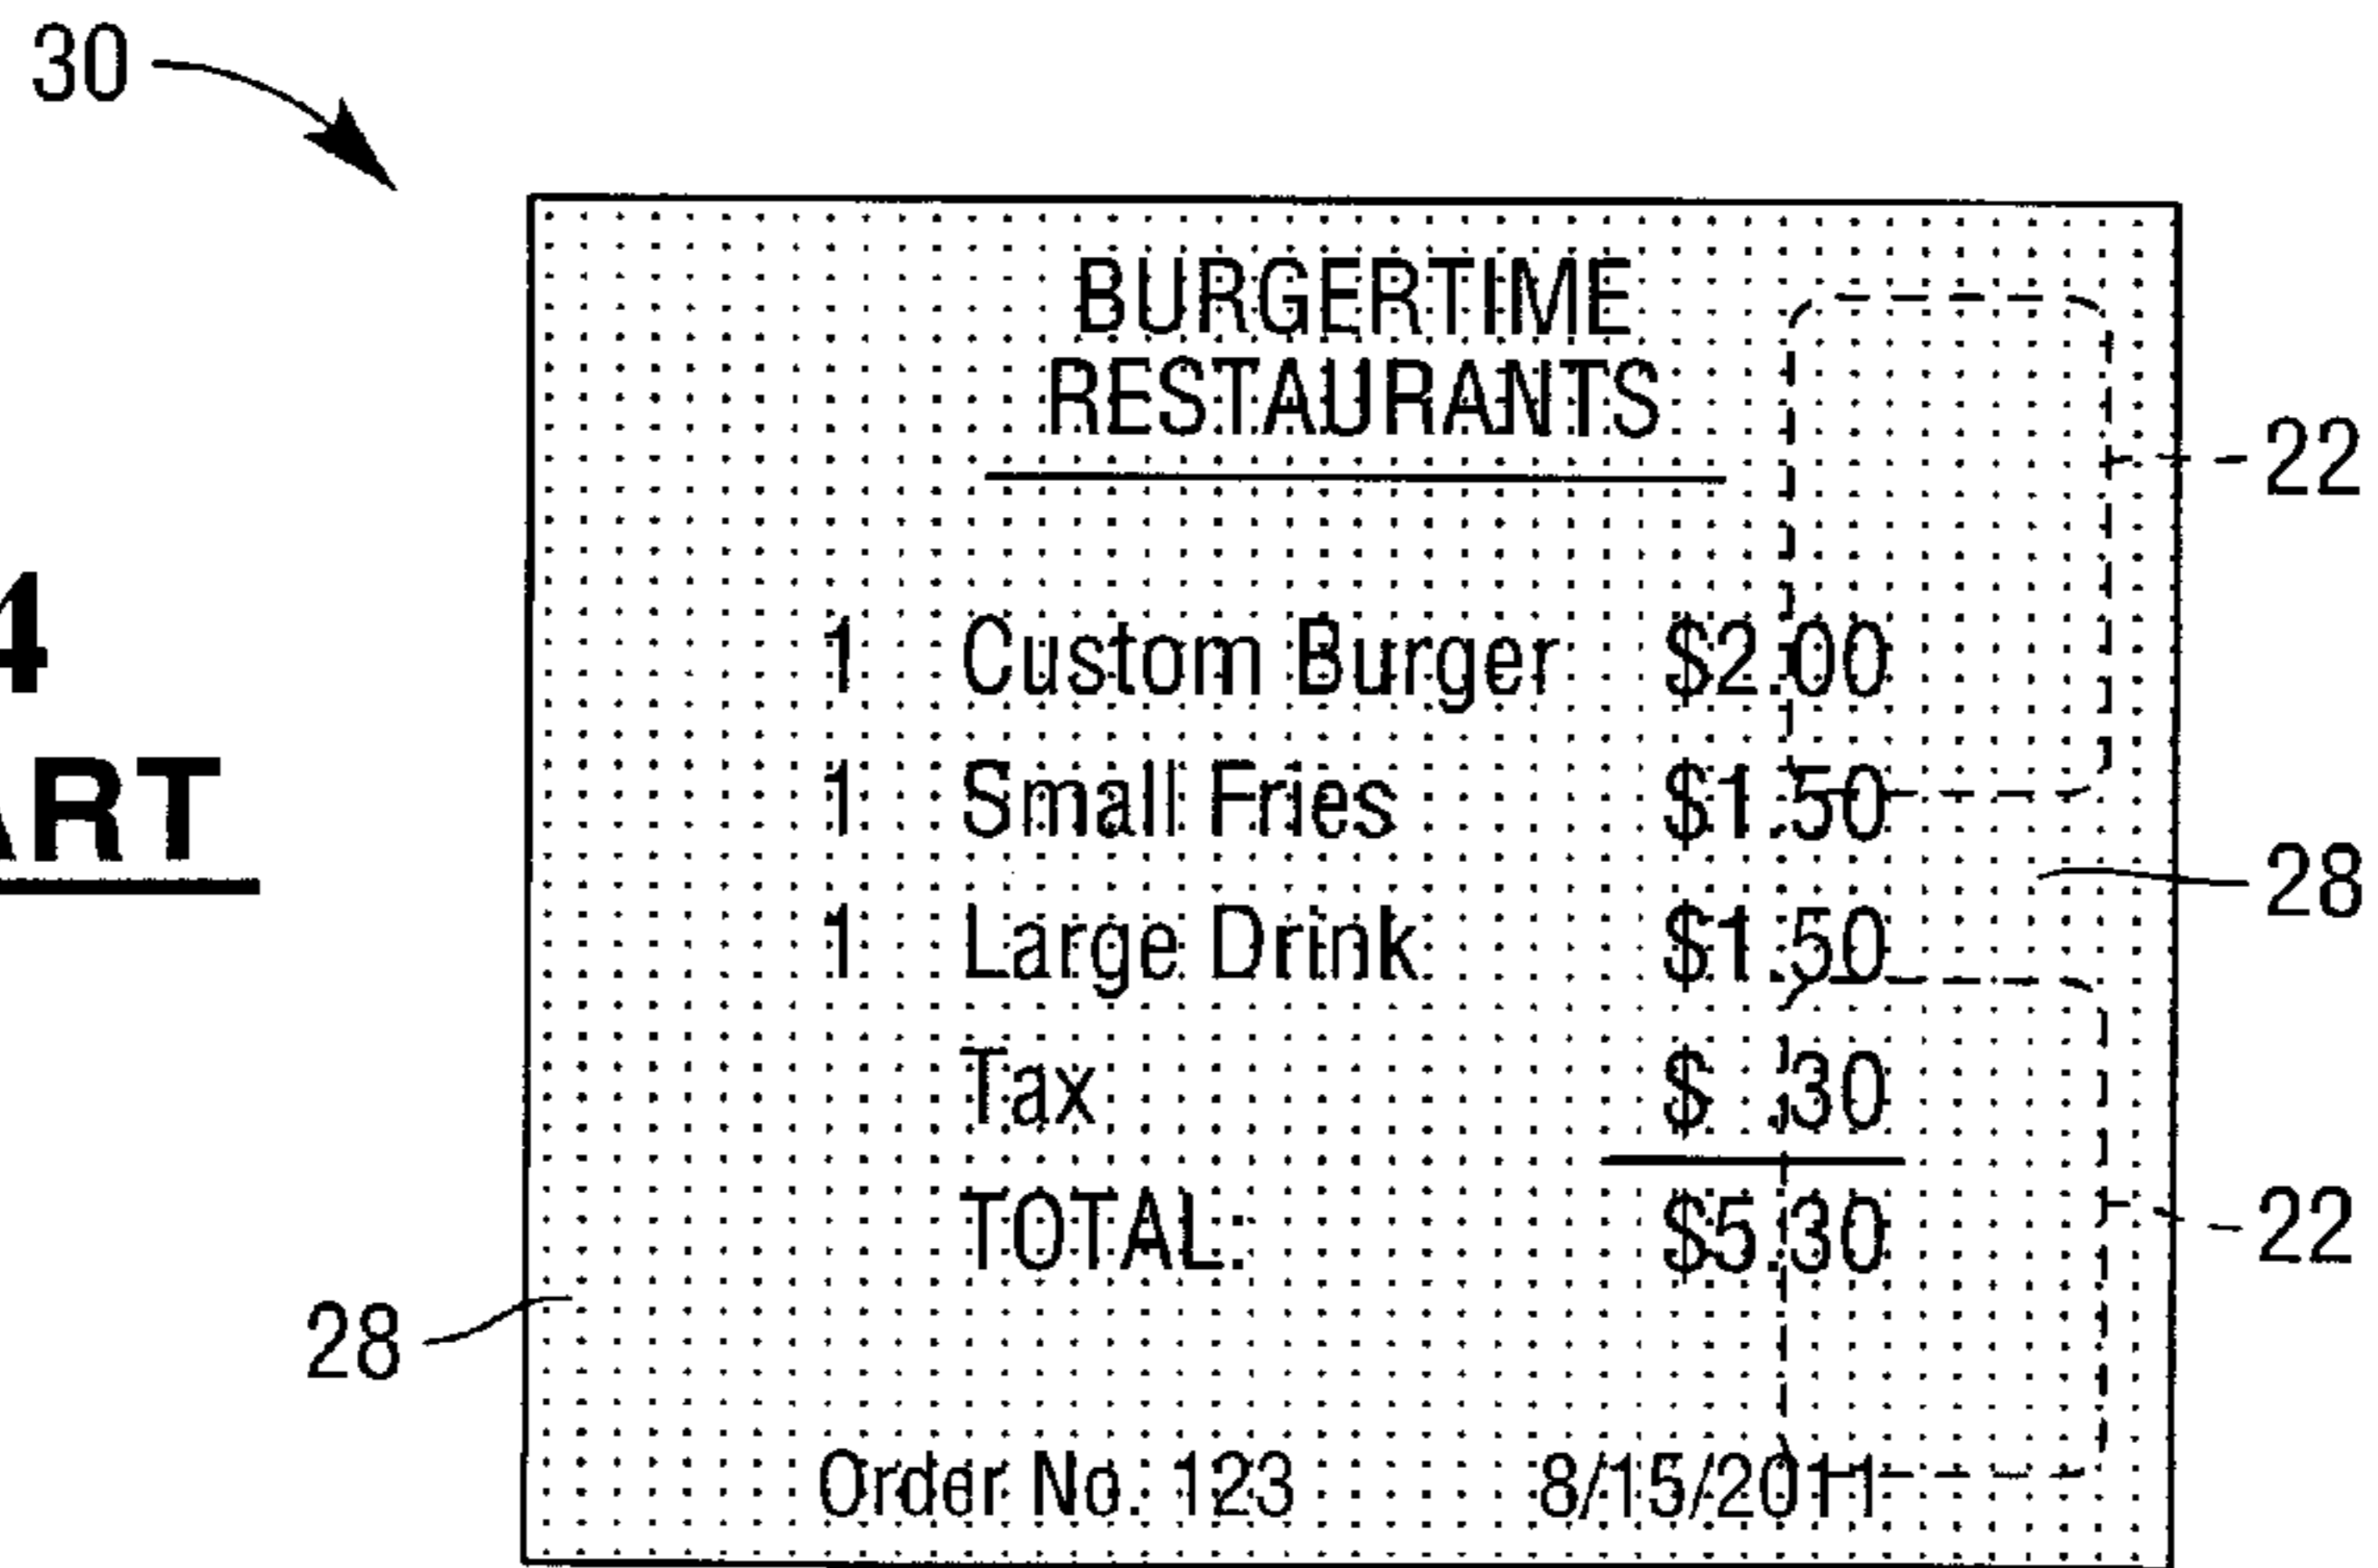 30
BURGERTIME
RESTAURANTS
22
4
1 Custom Burger $2.00
ART
1 Small Fries $1.50
28
1 Large Drink $1.50
Tax $ .30
TOTAL: $5.30
22
28
Order No. 123 8/15/2011